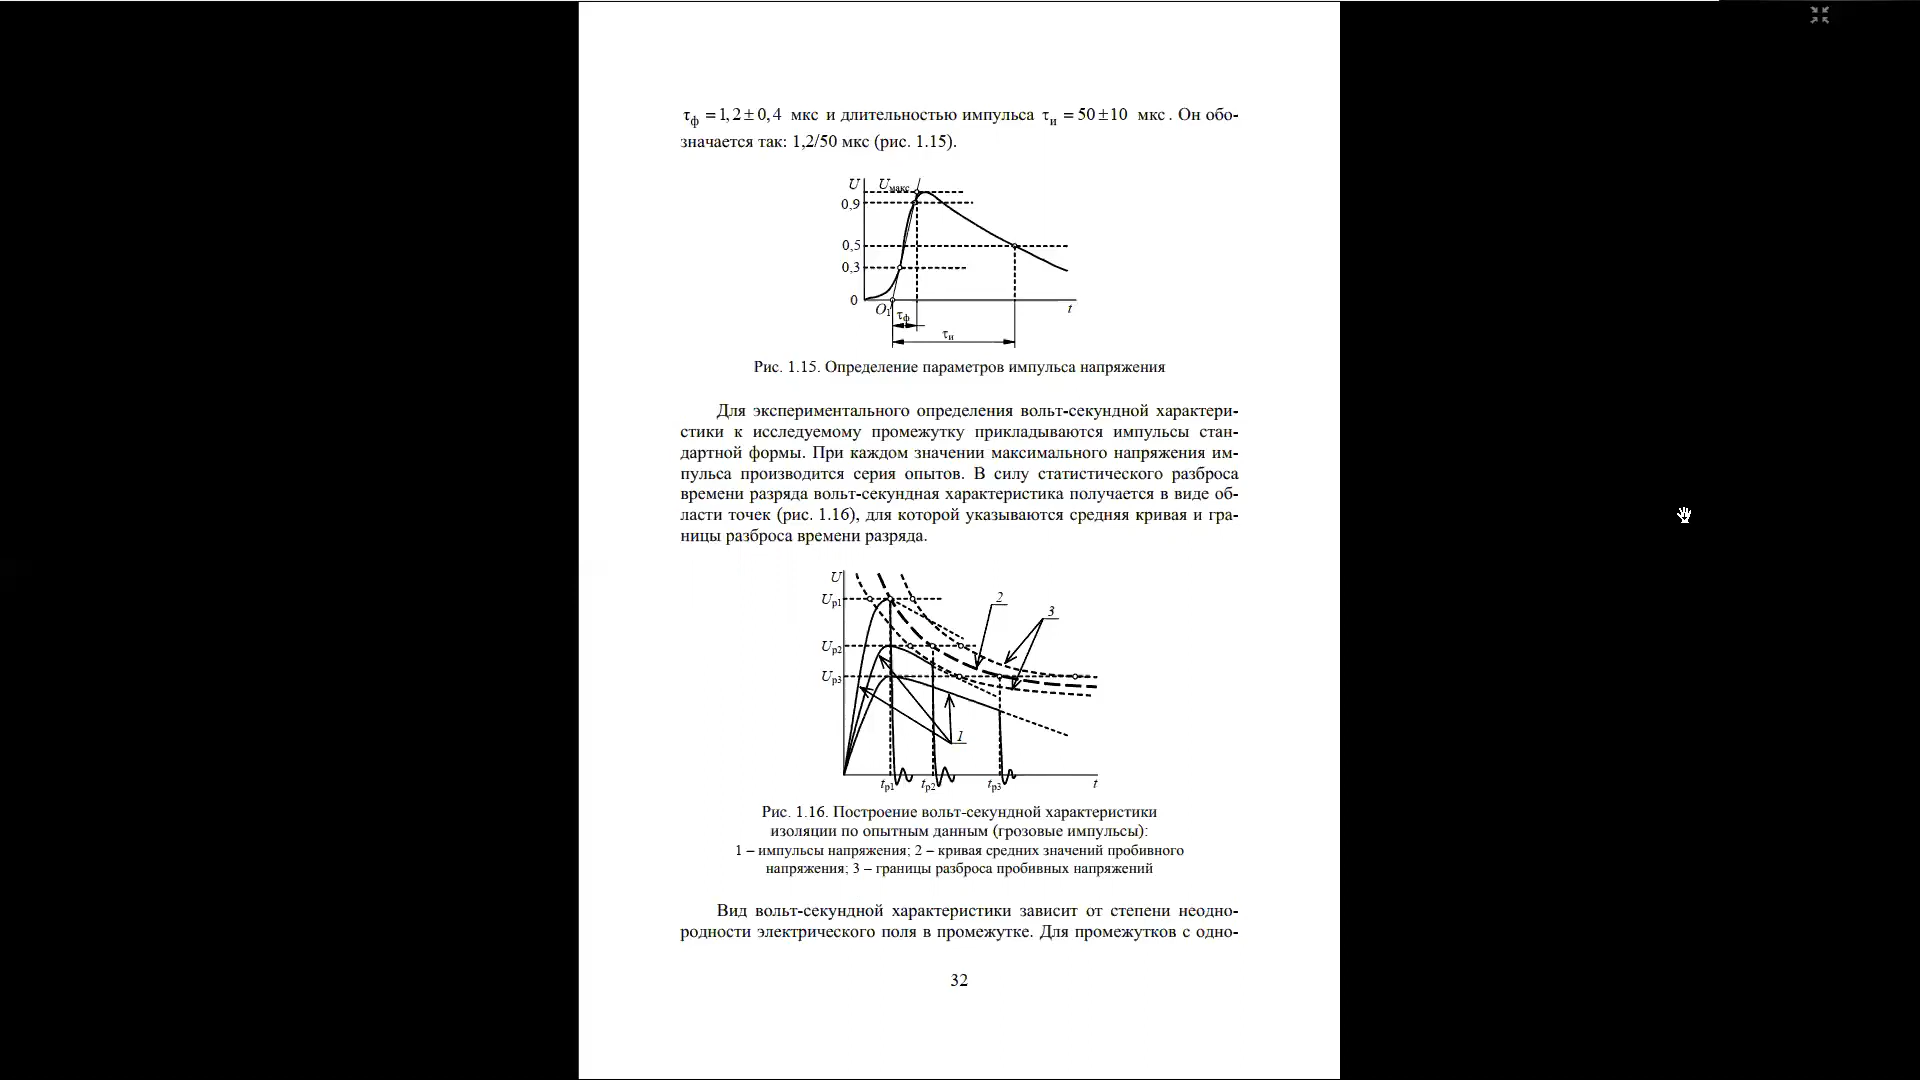 τф = 1, 2 ± 0, 4 мкс и длительностью импульса τи = 50 ± 10 мкс. Он обо-
значается так: 1,2/50 мкс (рис. 1.15).
U Uмакс
0,9
0,5
0,3
0
O1 τф t
τи
Рис. 1.15. Определение параметров импульса напряжения
Для экспериментального определения вольт-секундной характери-
стики к исследуемому промежутку прикладываются импульсы стан-
дартной формы. При каждом значении максимального напряжения им-
пульса производится серия опытов. В силу статистического разброса
времени разряда вольт-секундная характеристика получается в виде об-
ласти точек (рис. 1.16), для которой указываются средняя кривая и гра-
ницы разброса времени разряда.
U
Uр1 2 3
Uр2
Uр3
1
tр1 tр2 tр3 t
Рис. 1.16. Построение вольт-секундной характеристики
изоляции по опытным данным (грозовые импульсы):
1 – импульсы напряжения; 2 – кривая средних значений пробивного
напряжения; 3 – границы разброса пробивных напряжений
Вид вольт-секундной характеристики зависит от степени неодно-
родности электрического поля в промежутке. Для промежутков с одно-
32